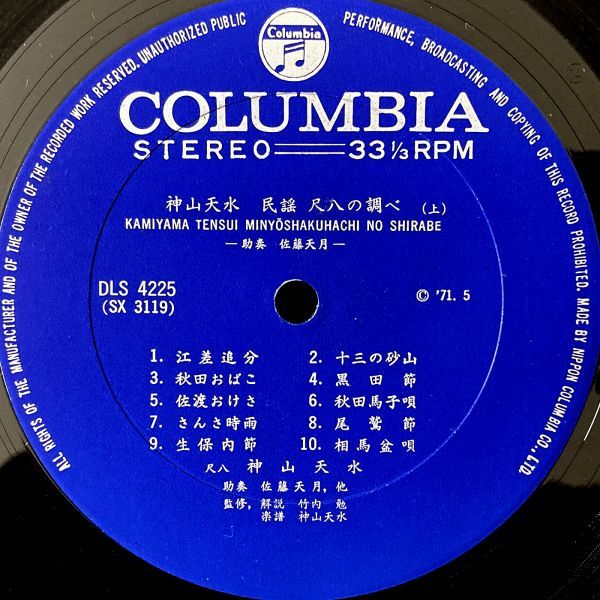 ALL RIGHTS OF THE MANUFACTURER AND OF THE OWNER OF THE RECORDED WORK RESERVED. UNAUTHORIZED PUBLIC PERFORMANCE, BROADCASTING AND COPYING OF THIS RECORD PROHIBITED. MADE BY NIPPON COLUMBIA CO., LTD.
Columbia
COLUMBIA
STEREO 33 1/3 RPM
神山天水 民謡 尺八の調べ (上)
KAMIYAMA TENSUI MINYŌSHAKUHACHI NO SHIRABE
―助奏 佐藤天月―
DLS 4225
(SX 3119)
© '71. 5
1. 江差追分 2. 十三の砂山
3. 秋田おばこ 4. 黒田節
5. 佐渡おけさ 6. 秋田馬子唄
7. さんさ時雨 8. 尾鷲節
9. 生保内節 10. 相馬盆唄
尺八 神山天水
助奏 佐藤天月, 他
監修, 解説 竹内 勉
楽譜 神山天水